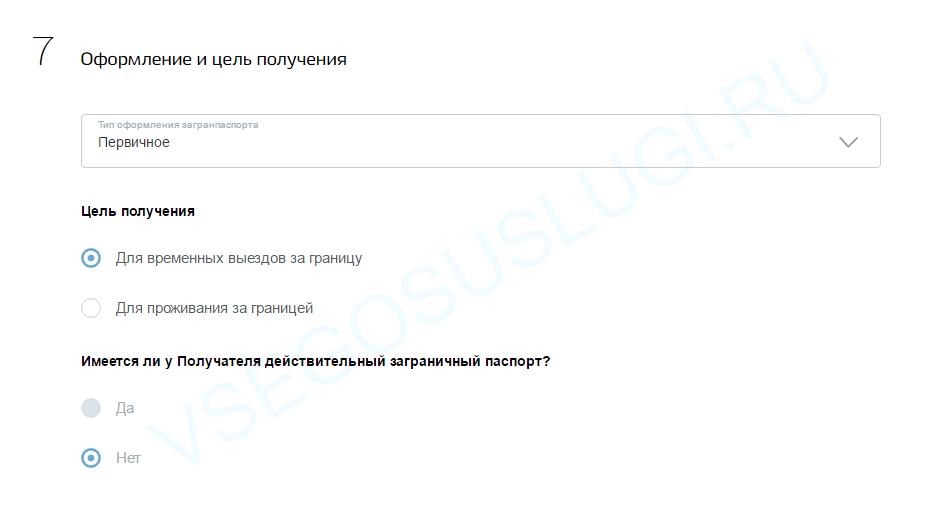 7
Оформление и цель получения
Тип оформления загранпаспорта
Первичное
Цель получения
Для временных выездов за границу
Для проживания за границей
Имеется ли у Получателя действительный заграничный паспорт?
Да
Нет
VSEGOSUSLUGI.RU